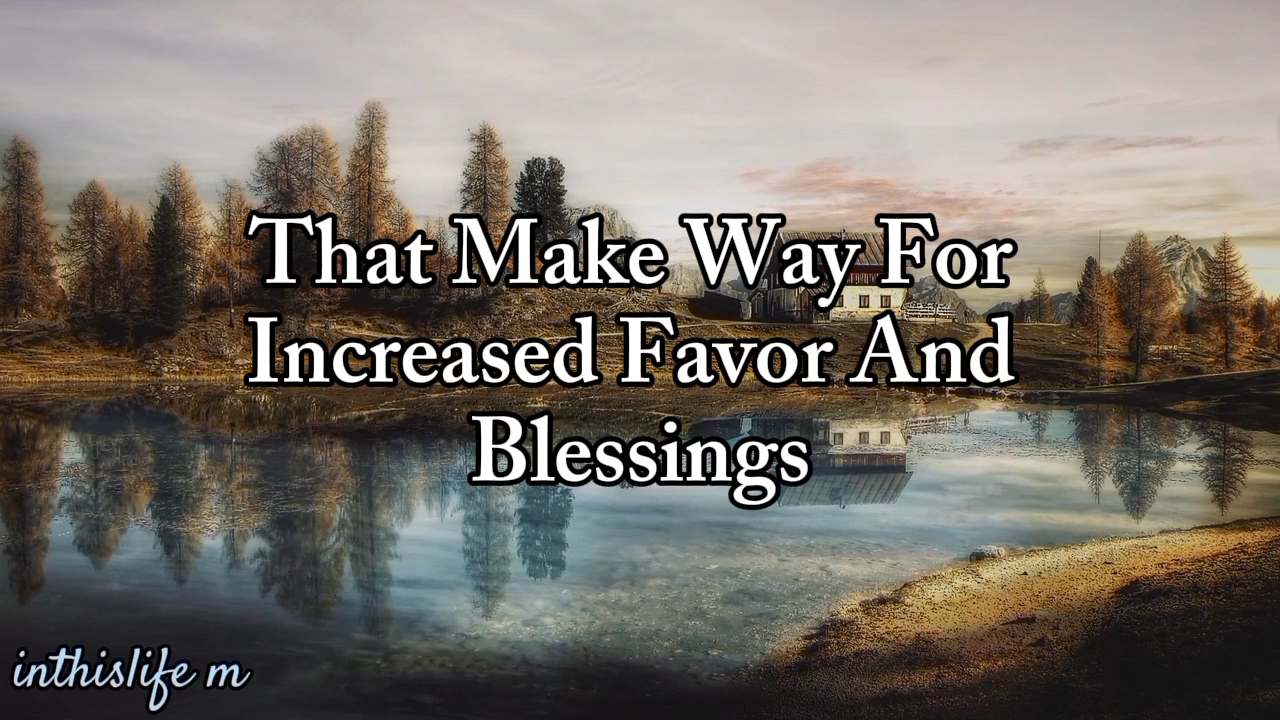 That Make Way For
Increased Favor And
Blessings
inthislife m